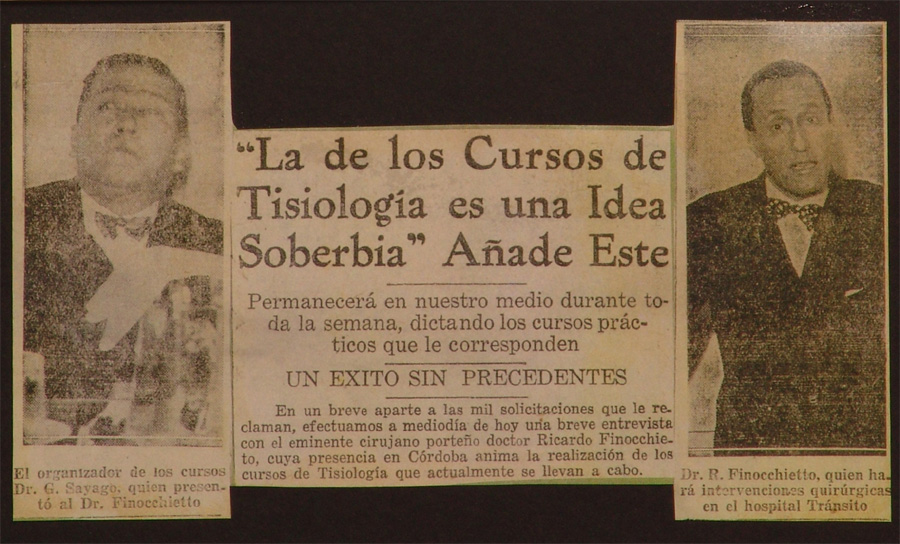 "La de los Cursos de
Tisiología es una Idea
Soberbia" Añade Este
Permanecerá en nuestro medio durante to-
da la semana, dictando los cursos prác-
ticos que le corresponden
UN EXITO SIN PRECEDENTES
En un breve aparte a las mil solicitaciones que le re-
claman, efectuamos a mediodía de hoy una breve entrevista
con el eminente cirujano porteño doctor Ricardo Finocchie-
to, cuya presencia en Córdoba anima la realización de los
cursos de Tisiología que actualmente se llevan a cabo.
El organizador de los cursos
Dr. G. Sayago, quien presen-
tó al Dr. Finocchietto
Dr. R. Finocchietto, quien ha-
rá intervenciones quirúrgicas
en el hospital Tránsito